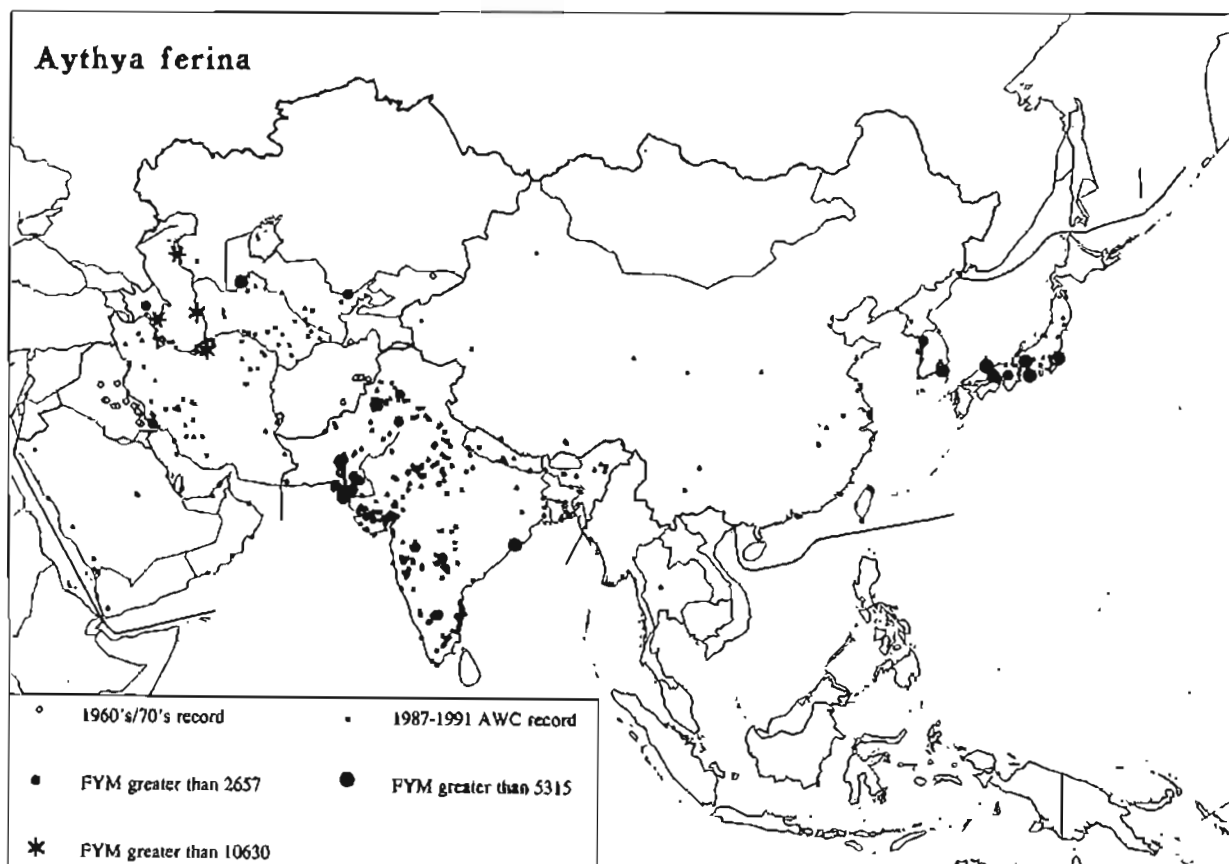 Aythya ferina
1960's/70's record
1987-1991 AWC record
FYM greater than 2657
FYM greater than 5315
FYM greater than 10630